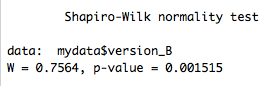 Shapiro-Wilk normality test
data:  mydata$version_B
W = 0.7564, p-value = 0.001515